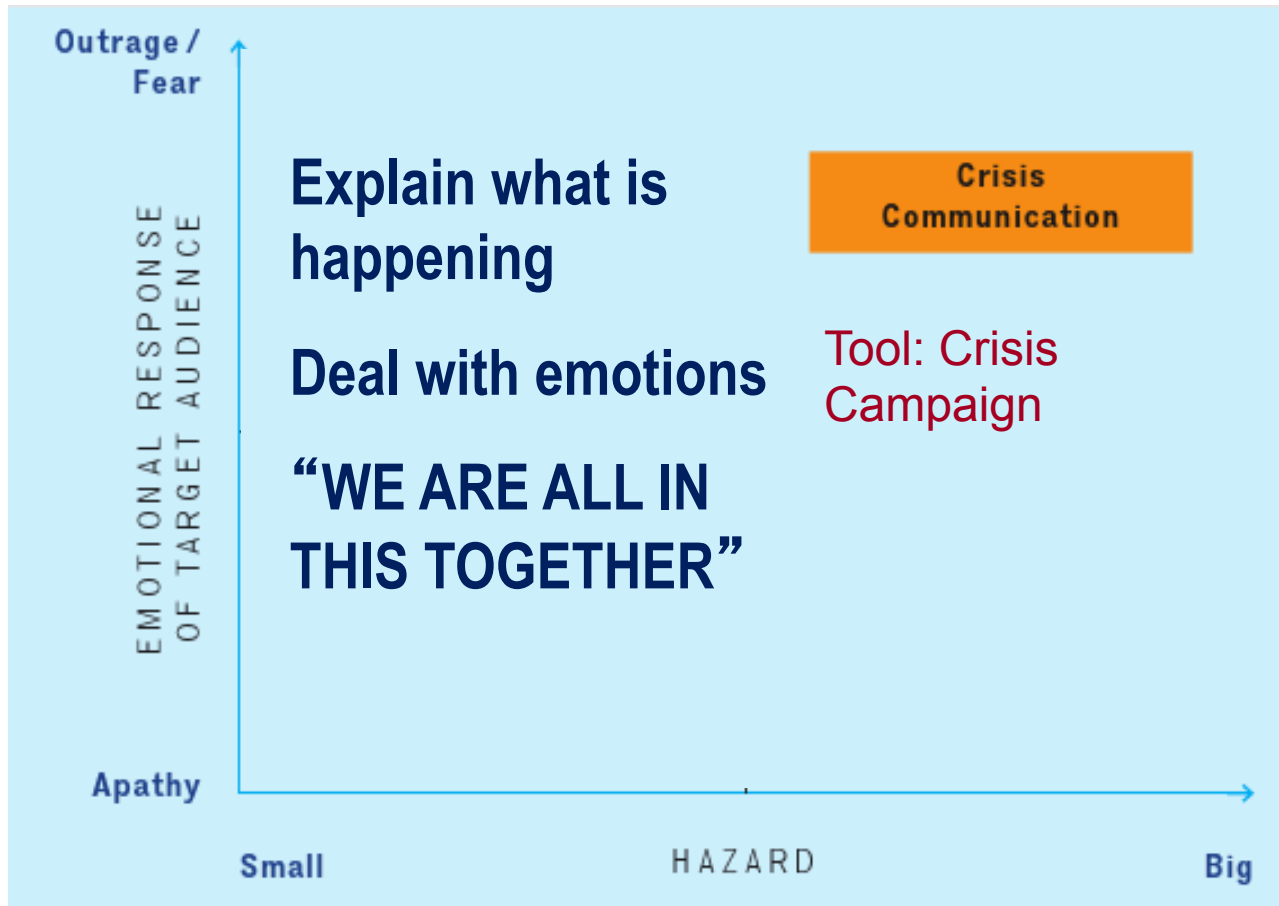 Outrage /
Fear
EMOTIONAL RESPONSE
OF TARGET AUDIENCE
Explain what is
happening
Deal with emotions
“WE ARE ALL IN
THIS TOGETHER”
Crisis
Communication
Tool: Crisis
Campaign
Apathy
Small
HAZARD
Big